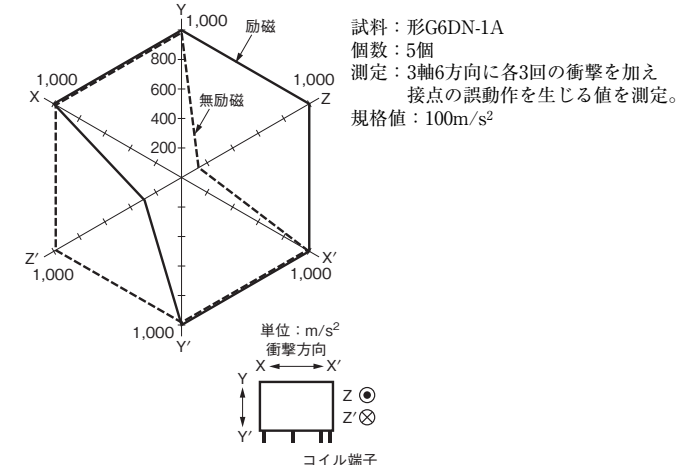 Y
1,000
励磁
800
600
400
200
無励磁
1,000
X
1,000
Z
Z′
1,000
X′
1,000
1,000
Y′
試料：形G6DN-1A
個数：5個
測定：3軸6方向に各3回の衝撃を加え
接点の誤動作を生じる値を測定。
規格値：100m/s²
単位：m/s²
衝撃方向
X X′
Y
Z
Z′
Y′
コイル端子